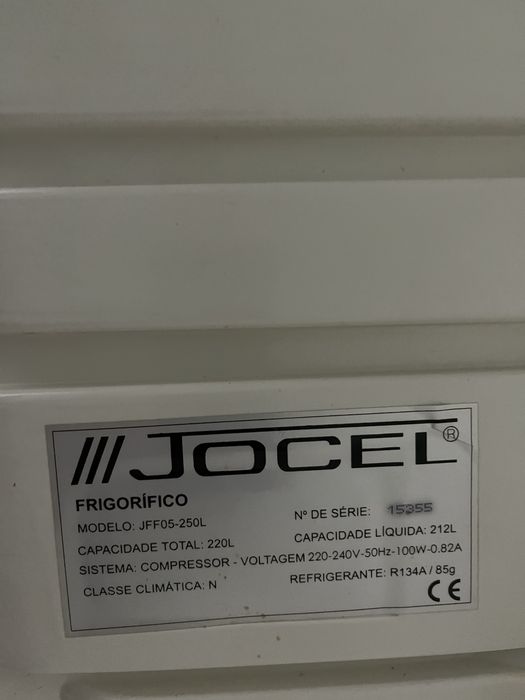 JOCEL ®
FRIGORÍFICO
MODELO: JFF05-250L Nº DE SÉRIE: 15355
CAPACIDADE TOTAL: 220L CAPACIDADE LÍQUIDA: 212L
SISTEMA: COMPRESSOR - VOLTAGEM 220-240V-50Hz-100W-0.82A
CLASSE CLIMÁTICA: N REFRIGERANTE: R134A / 85g
CE